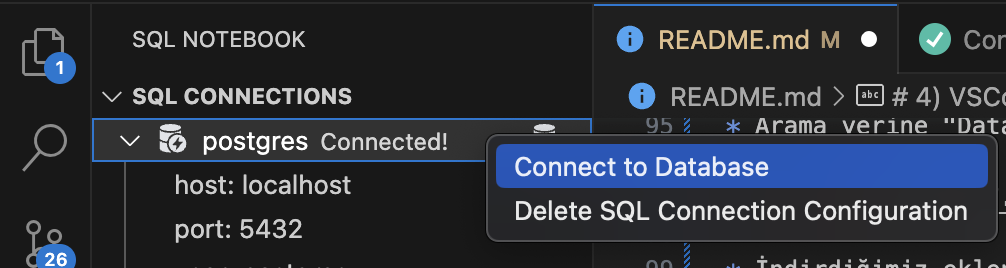 1
SQL NOTEBOOK
README.md M
Con
SQL CONNECTIONS
README.md > abc # 4) VSCo
postgres Connected!
95 * Arama yerine "Data
Connect to Database
host: localhost
Delete SQL Connection Configuration
port: 5432
26
99 * İndirdiğimiz